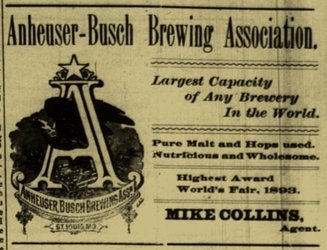 Anheuser-Busch Brewing Association.
Largest Capacity
of Any Brewery
In the World.
A
ANHEUSER, BUSCH BREWING ASS'N
ST. LOUIS, MO.
Pure Malt and Hops used.
Nutricious and Wholesome.
Highest Award
World's Fair, 1893.
MIKE COLLINS,
Agent.